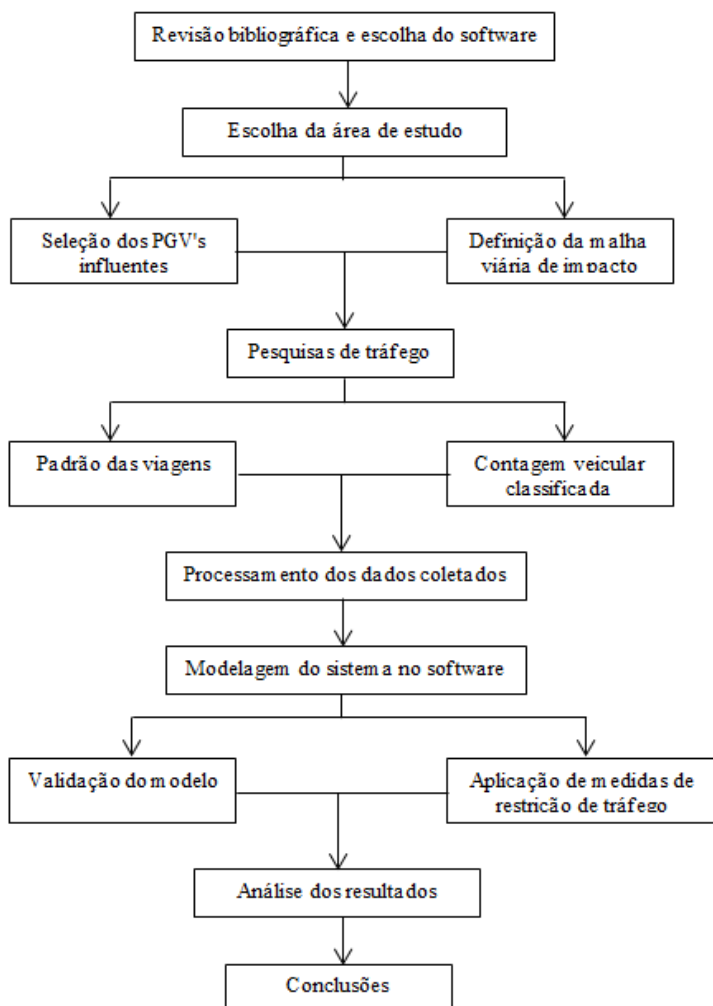 Revisão bibliográfica e escolha do software
Escolha da área de estudo
Seleção dos PGV's
influentes
Definição da malha
viária de impacto
Pesquisas de tráfego
Padrão das viagens
Contagem veicular
classificada
Processamento dos dados coletados
Modelagem do sistema no software
Validação do modelo
Aplicação de medidas de
restrição de tráfego
Análise dos resultados
Conclusões